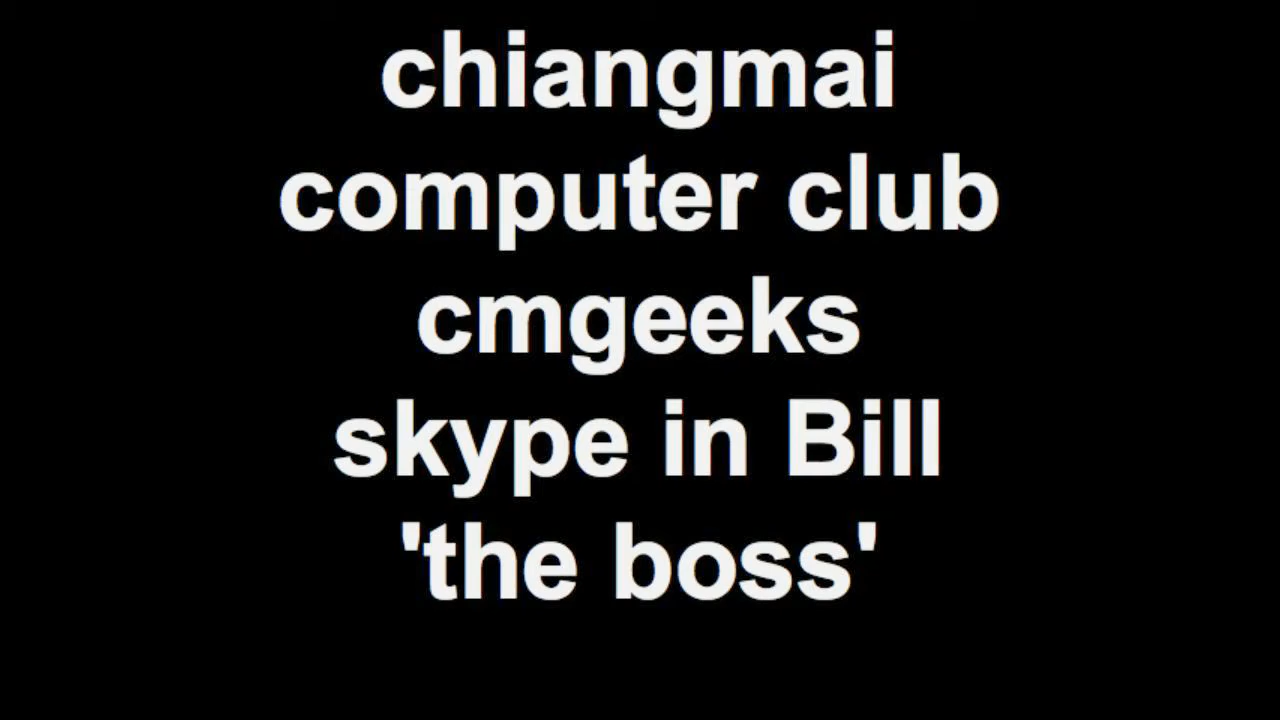 chiangmai
computer club
cmgeeks
skype in Bill
'the boss'